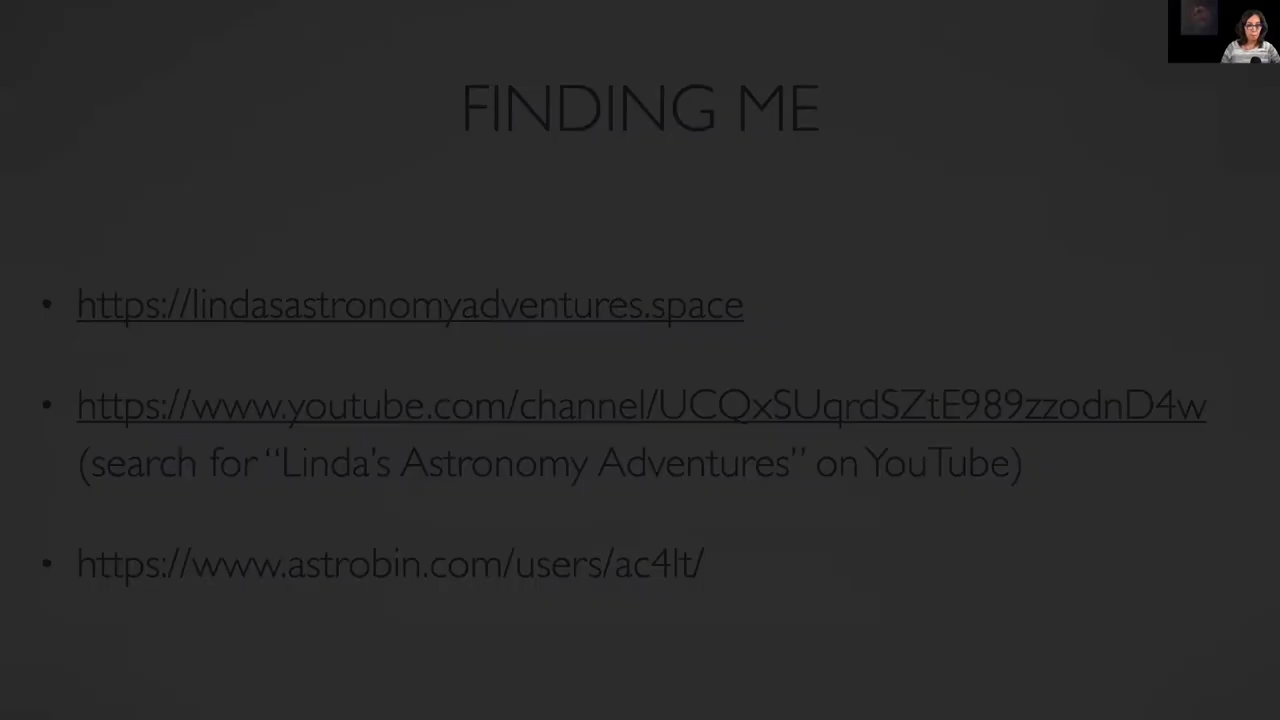 FINDING ME
• https://lindasastronomyadventures.space
• https://www.youtube.com/channel/UCQxSUqrdSZtE989zzodnD4w
(search for “Linda’s Astronomy Adventures” on YouTube)
• https://www.astrobin.com/users/ac4lt/